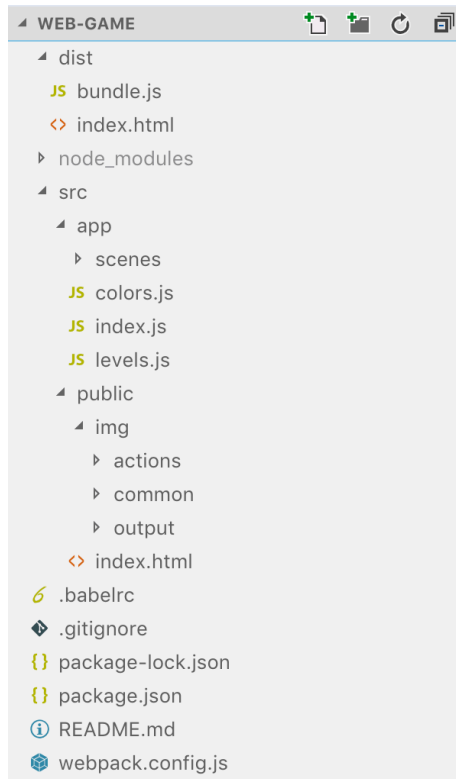 WEB-GAME
dist
JS bundle.js
<> index.html
node_modules
src
app
scenes
JS colors.js
JS index.js
JS levels.js
public
img
actions
common
output
<> index.html
.babelrc
.gitignore
{} package-lock.json
{} package.json
README.md
webpack.config.js